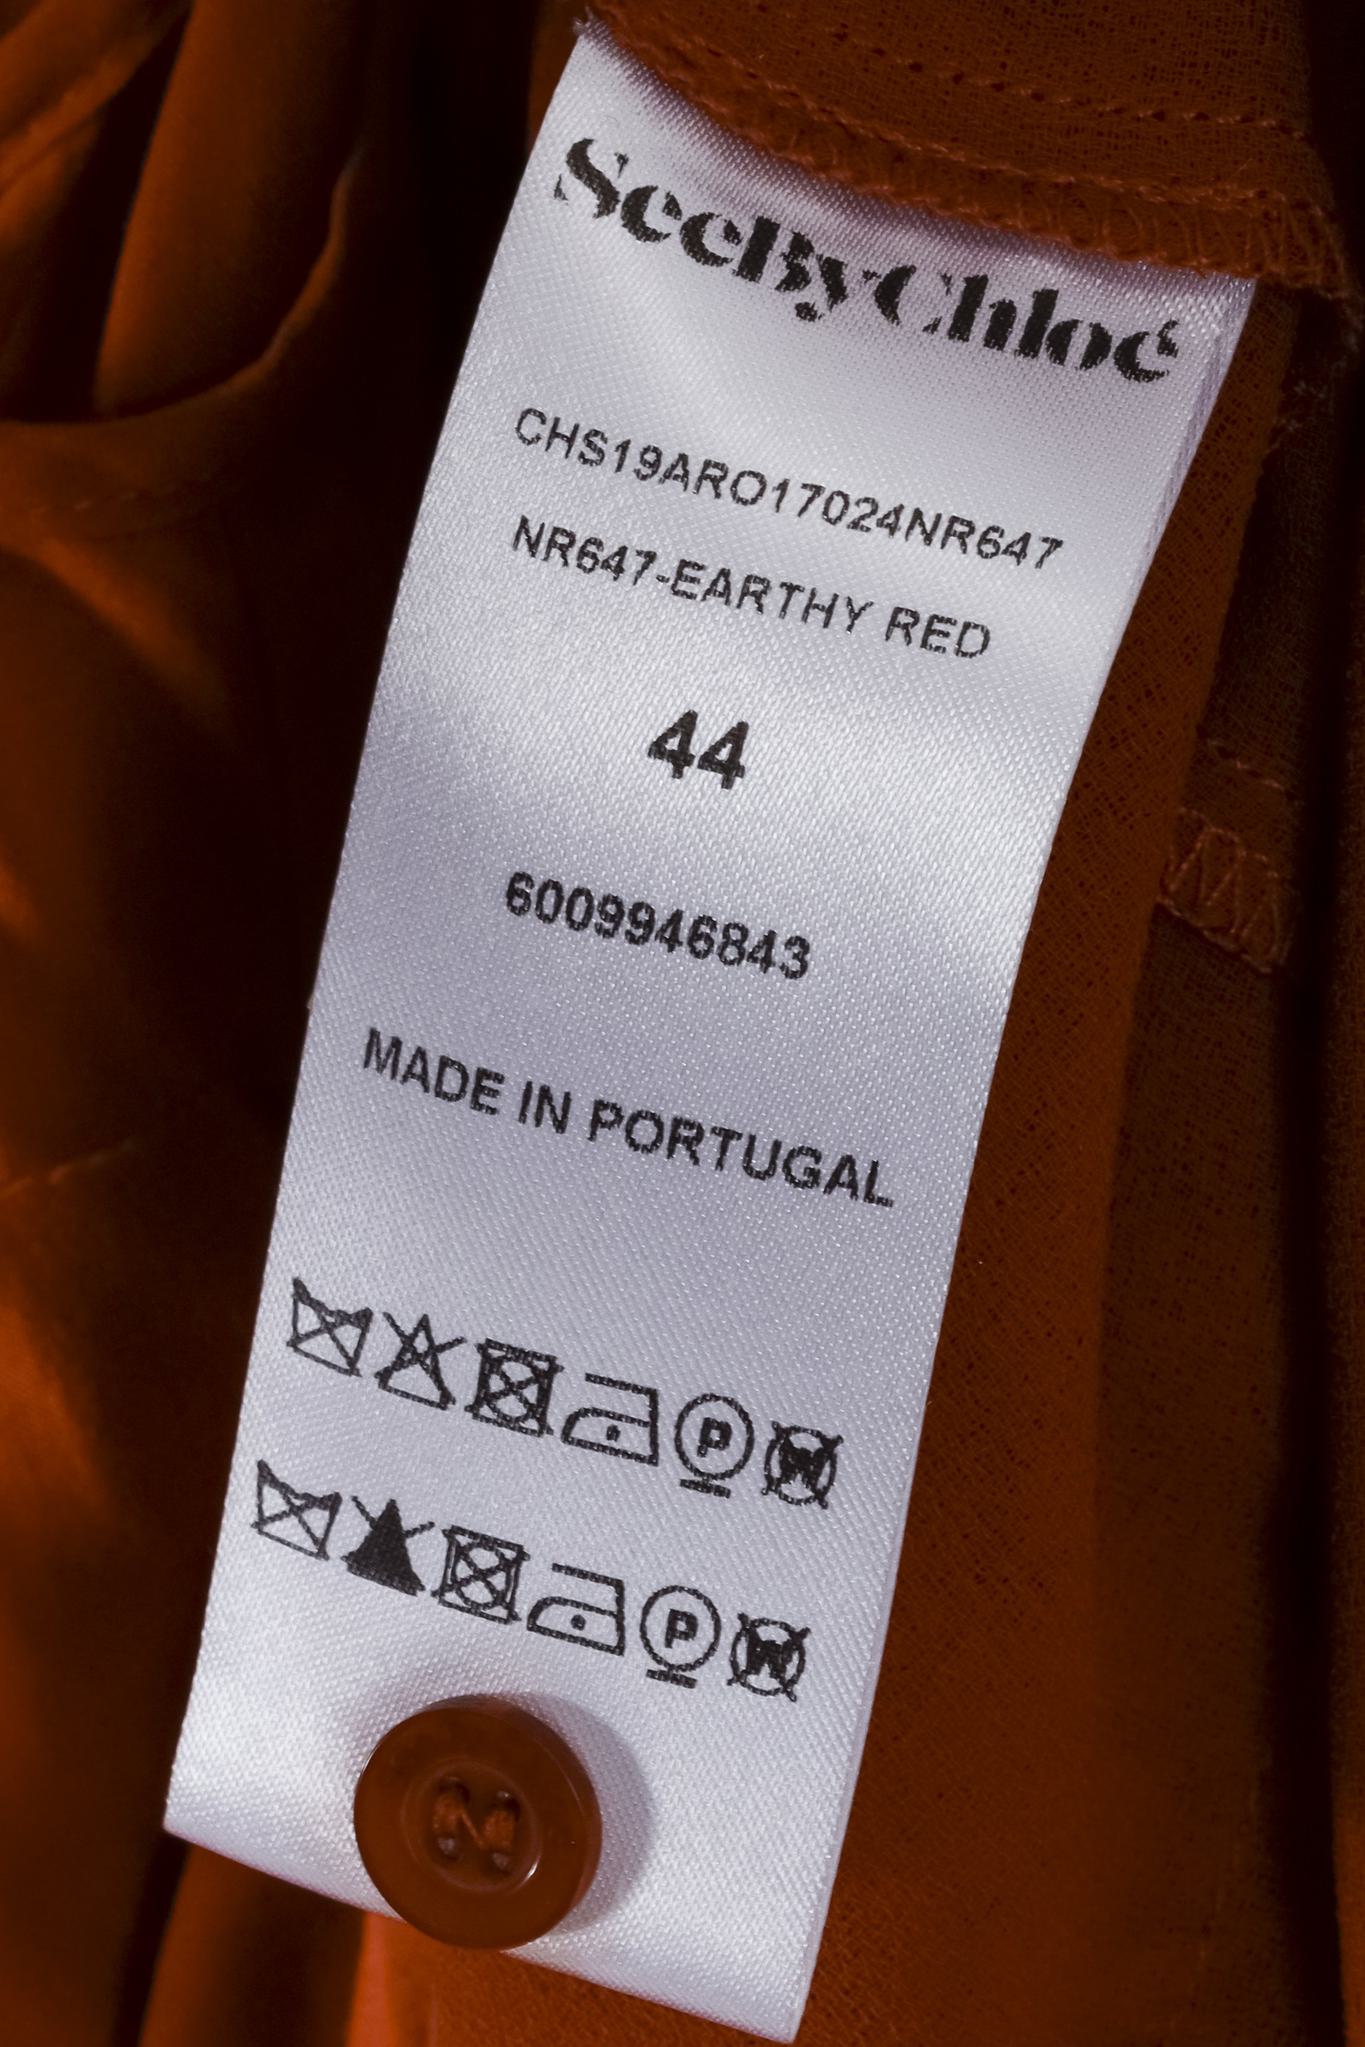 SeeByChloé
CHS19ARO17024NR647
NR647-EARTHY RED
44
6009946843
MADE IN PORTUGAL
P W
P W